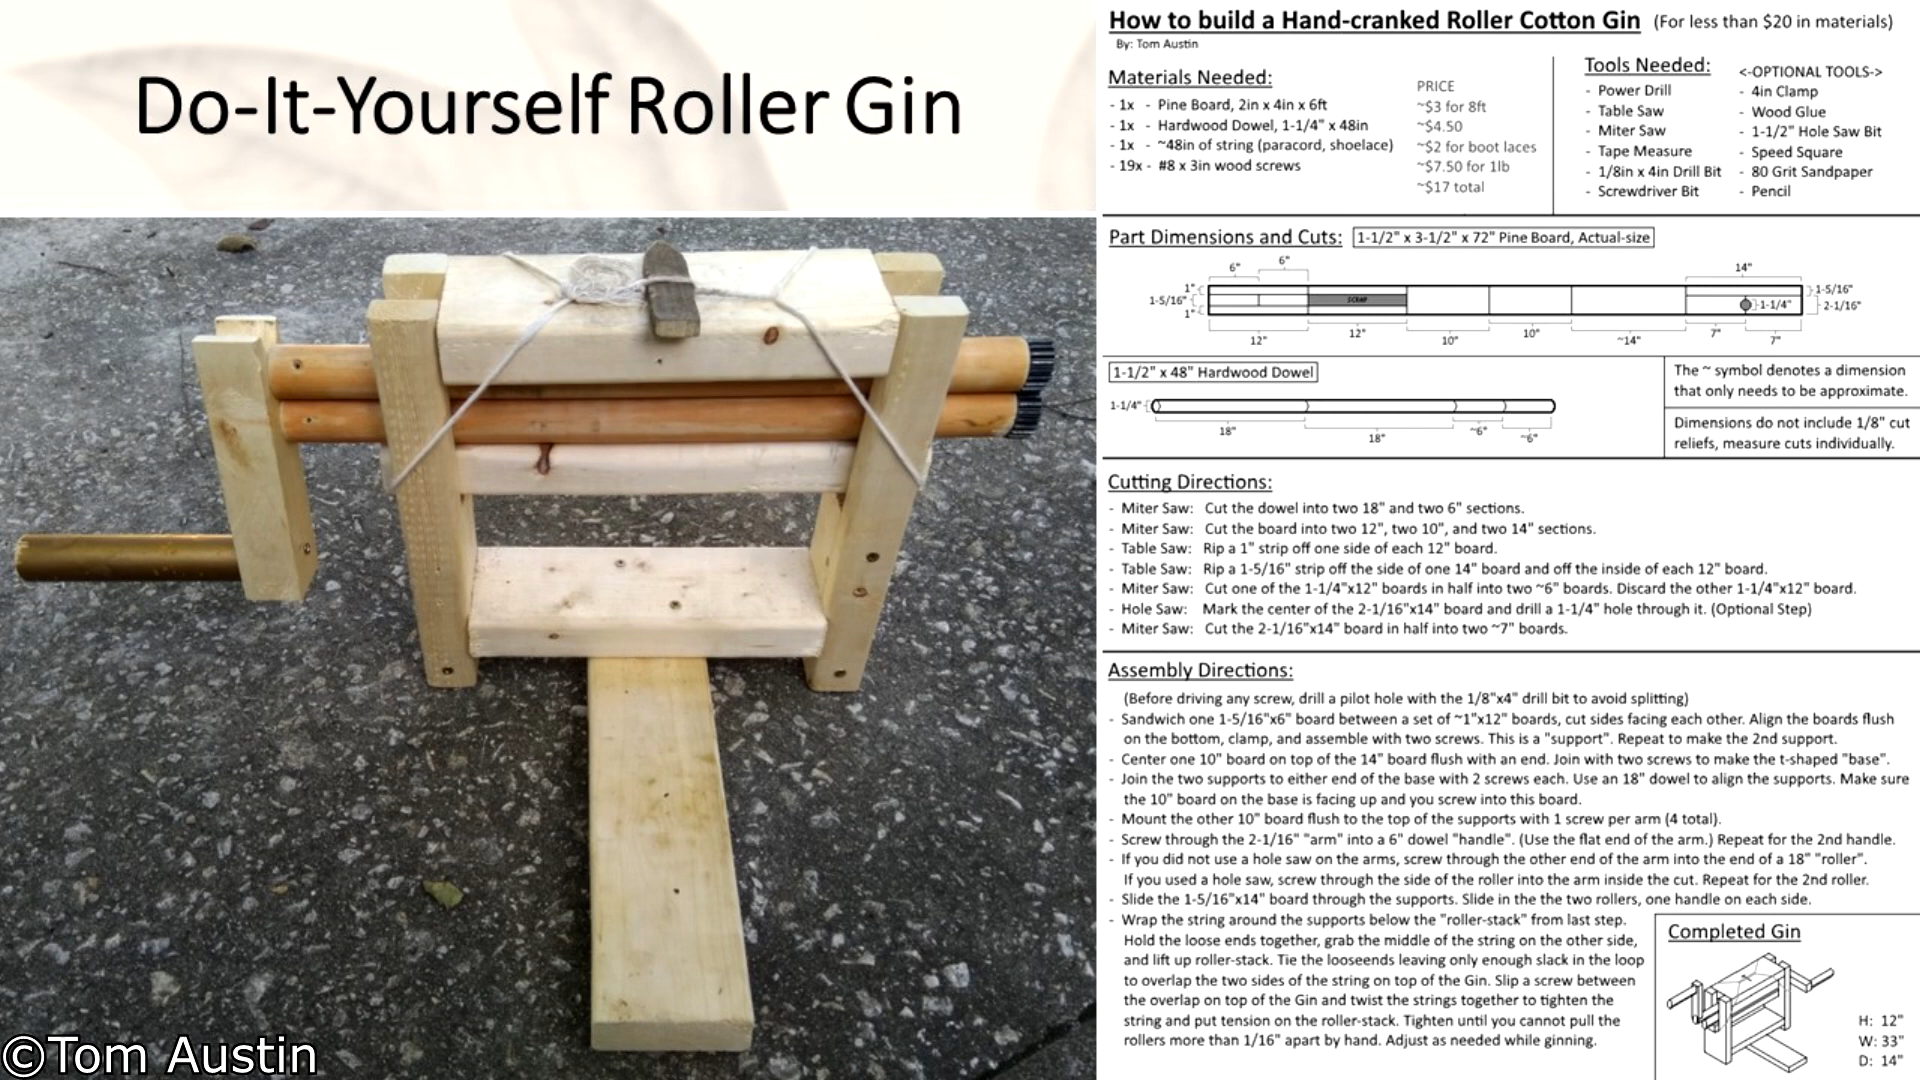 Do-It-Yourself Roller Gin
©Tom Austin
How to build a Hand-cranked Roller Cotton Gin (For less than $20 in materials)
By: Tom Austin
Materials Needed:
PRICE
- 1x - Pine Board, 2in x 4in x 6ft ~$3 for 8ft
- 1x - Hardwood Dowel, 1-1/4" x 48in ~$4.50
- 1x - ~48in of string (paracord, shoelace) ~$2 for boot laces
- 19x - #8 x 3in wood screws ~$7.50 for 1lb
~$17 total
Tools Needed:
- Power Drill
- Table Saw
- Miter Saw
- Tape Measure
- 1/8in x 4in Drill Bit
- Screwdriver Bit
<-OPTIONAL TOOLS->
- 4in Clamp
- Wood Glue
- 1-1/2" Hole Saw Bit
- Speed Square
- 80 Grit Sandpaper
- Pencil
Part Dimensions and Cuts: 1-1/2" x 3-1/2" x 72" Pine Board, Actual-size
6"
6"
14"
1"
1-5/16"
1"
SCRAP
1-1/4"
1-5/16"
2-1/16"
12"
12"
10"
10"
~14"
7"
7"
1-1/2" x 48" Hardwood Dowel
1-1/4"
18"
18"
~6"
~6"
The ~ symbol denotes a dimension
that only needs to be approximate.
Dimensions do not include 1/8" cut
reliefs, measure cuts individually.
Cutting Directions:
- Miter Saw: Cut the dowel into two 18" and two 6" sections.
- Miter Saw: Cut the board into two 12", two 10", and two 14" sections.
- Table Saw: Rip a 1" strip off one side of each 12" board.
- Table Saw: Rip a 1-5/16" strip off the side of one 14" board and off the inside of each 12" board.
- Miter Saw: Cut one of the 1-1/4"x12" boards in half into two ~6" boards. Discard the other 1-1/4"x12" board.
- Hole Saw: Mark the center of the 2-1/16"x14" board and drill a 1-1/4" hole through it. (Optional Step)
- Miter Saw: Cut the 2-1/16"x14" board in half into two ~7" boards.
Assembly Directions:
(Before driving any screw, drill a pilot hole with the 1/8"x4" drill bit to avoid splitting)
- Sandwich one 1-5/16"x6" board between a set of ~1"x12" boards, cut sides facing each other. Align the boards flush
on the bottom, clamp, and assemble with two screws. This is a "support". Repeat to make the 2nd support.
- Center one 10" board on top of the 14" board flush with an end. Join with two screws to make the t-shaped "base".
- Join the two supports to either end of the base with 2 screws each. Use an 18" dowel to align the supports. Make sure
the 10" board on the base is facing up and you screw into this board.
- Mount the other 10" board flush to the top of the supports with 1 screw per arm (4 total).
- Screw through the 2-1/16" "arm" into a 6" dowel "handle". (Use the flat end of the arm.) Repeat for the 2nd handle.
- If you did not use a hole saw on the arms, screw through the other end of the arm into the end of a 18" "roller".
If you used a hole saw, screw through the side of the roller into the arm inside the cut. Repeat for the 2nd roller.
- Slide the 1-5/16"x14" board through the supports. Slide in the the two rollers, one handle on each side.
- Wrap the string around the supports below the "roller-stack" from last step.
Hold the loose ends together, grab the middle of the string on the other side,
and lift up roller-stack. Tie the looseends leaving only enough slack in the loop
to overlap the two sides of the string on top of the Gin. Slip a screw between
the overlap on top of the Gin and twist the strings together to tighten the
string and put tension on the roller-stack. Tighten until you cannot pull the
rollers more than 1/16" apart by hand. Adjust as needed while ginning.
Completed Gin
H: 12"
W: 33"
D: 14"